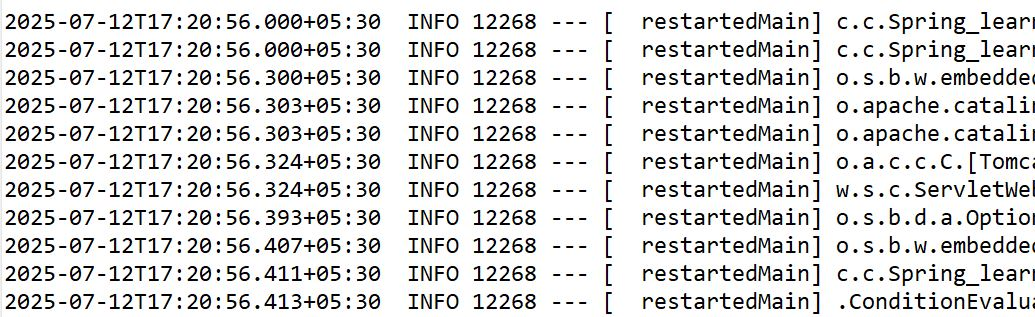 2025-07-12T17:20:56.000+05:30  INFO 12268 --- [  restartedMain] c.c.Spring_learn
2025-07-12T17:20:56.000+05:30  INFO 12268 --- [  restartedMain] c.c.Spring_learn
2025-07-12T17:20:56.300+05:30  INFO 12268 --- [  restartedMain] o.s.b.w.embedded
2025-07-12T17:20:56.303+05:30  INFO 12268 --- [  restartedMain] o.apache.catalin
2025-07-12T17:20:56.303+05:30  INFO 12268 --- [  restartedMain] o.apache.catalin
2025-07-12T17:20:56.324+05:30  INFO 12268 --- [  restartedMain] o.a.c.c.C.[Tomca
2025-07-12T17:20:56.324+05:30  INFO 12268 --- [  restartedMain] w.s.c.ServletWeb
2025-07-12T17:20:56.393+05:30  INFO 12268 --- [  restartedMain] o.s.b.d.a.Option
2025-07-12T17:20:56.407+05:30  INFO 12268 --- [  restartedMain] o.s.b.w.embedded
2025-07-12T17:20:56.411+05:30  INFO 12268 --- [  restartedMain] c.c.Spring_learn
2025-07-12T17:20:56.413+05:30  INFO 12268 --- [  restartedMain] .ConditionEvalua